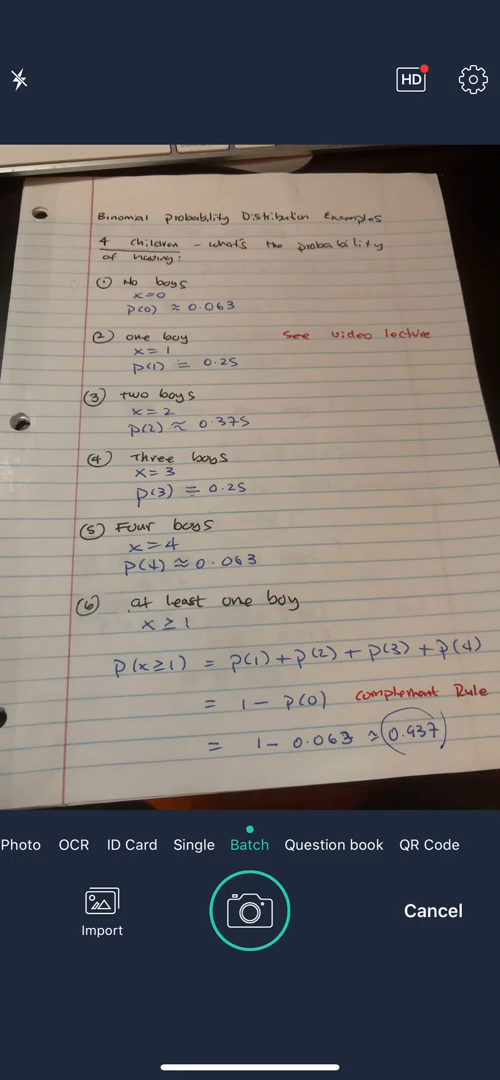 HD
Binomial Probability Distribution Examples
4 children - what's the probability
of having:
(1) No boys
x=0
P(0) ≈ 0.063
(2) one boy
see video lecture
x = 1
P(1) = 0.25
(3) two boys
x = 2
P(2) ≈ 0.375
(4) Three boys
x = 3
P(3) = 0.25
(5) Four boys
x = 4
P(4) ≈ 0.063
(6) at least one boy
x ≥ 1
P(x≥1) = P(1) + P(2) + P(3) + P(4)
= 1 - P(0) complement Rule
= 1 - 0.063 ≈ 0.937
Photo OCR ID Card Single Batch Question book QR Code
Import
Cancel